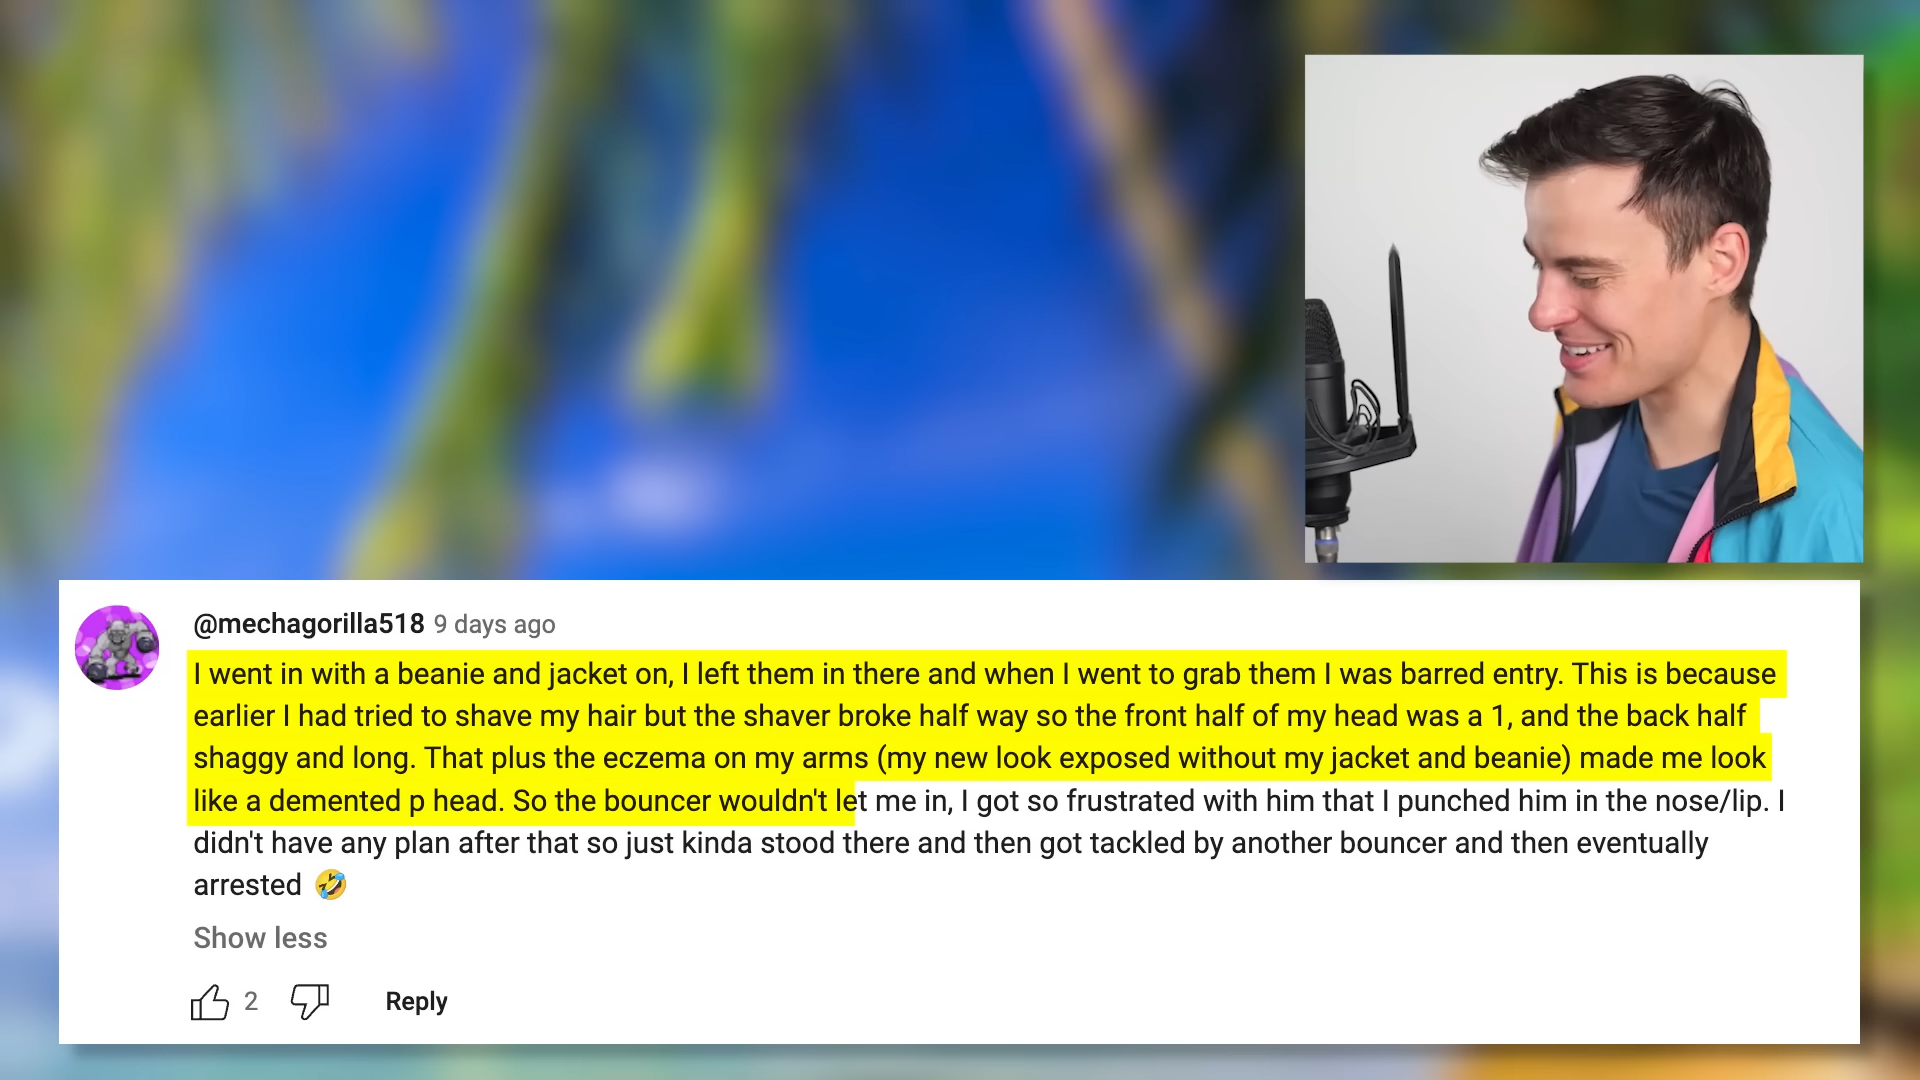 @mechagorilla518 9 days ago
I went in with a beanie and jacket on, I left them in there and when I went to grab them I was barred entry. This is because
earlier I had tried to shave my hair but the shaver broke half way so the front half of my head was a 1, and the back half
shaggy and long. That plus the eczema on my arms (my new look exposed without my jacket and beanie) made me look
like a demented p head. So the bouncer wouldn't let me in, I got so frustrated with him that I punched him in the nose/lip. I
didn't have any plan after that so just kinda stood there and then got tackled by another bouncer and then eventually
arrested 🤣
Show less
2 Reply